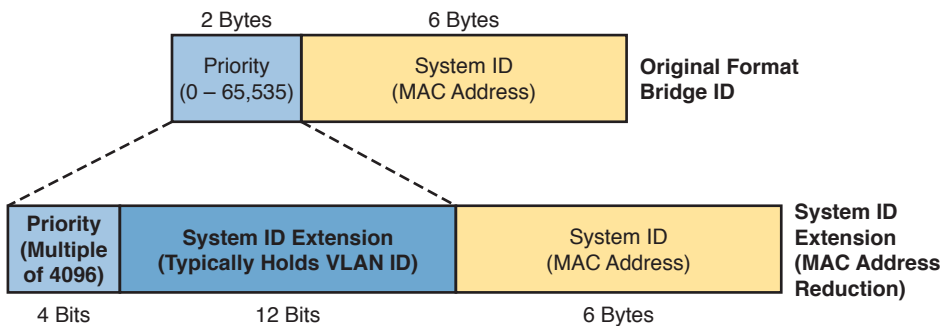 2 Bytes
6 Bytes
Priority
(0 – 65,535)
System ID
(MAC Address)
Original Format
Bridge ID
Priority
(Multiple
of 4096)
System ID Extension
(Typically Holds VLAN ID)
System ID
(MAC Address)
System ID
Extension
(MAC Address
Reduction)
4 Bits
12 Bits
6 Bytes